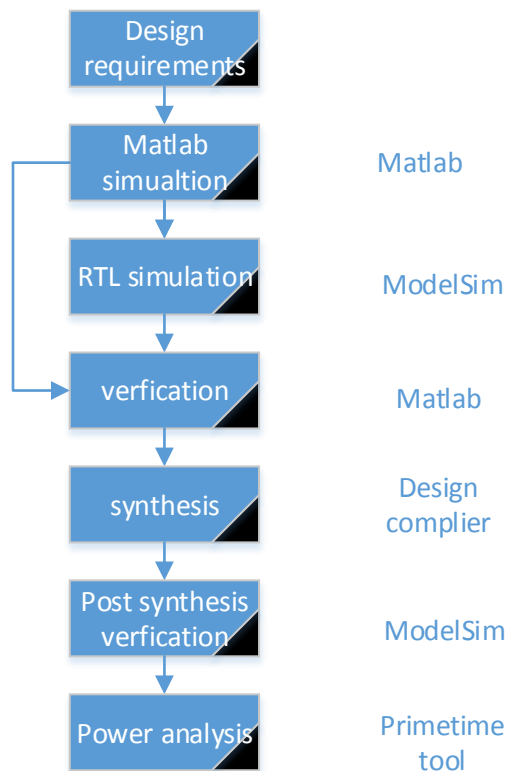 Design
requirements
Matlab
simualtion
Matlab
RTL simulation
ModelSim
verfication
Matlab
synthesis
Design
complier
Post synthesis
verfication
ModelSim
Power analysis
Primetime
tool